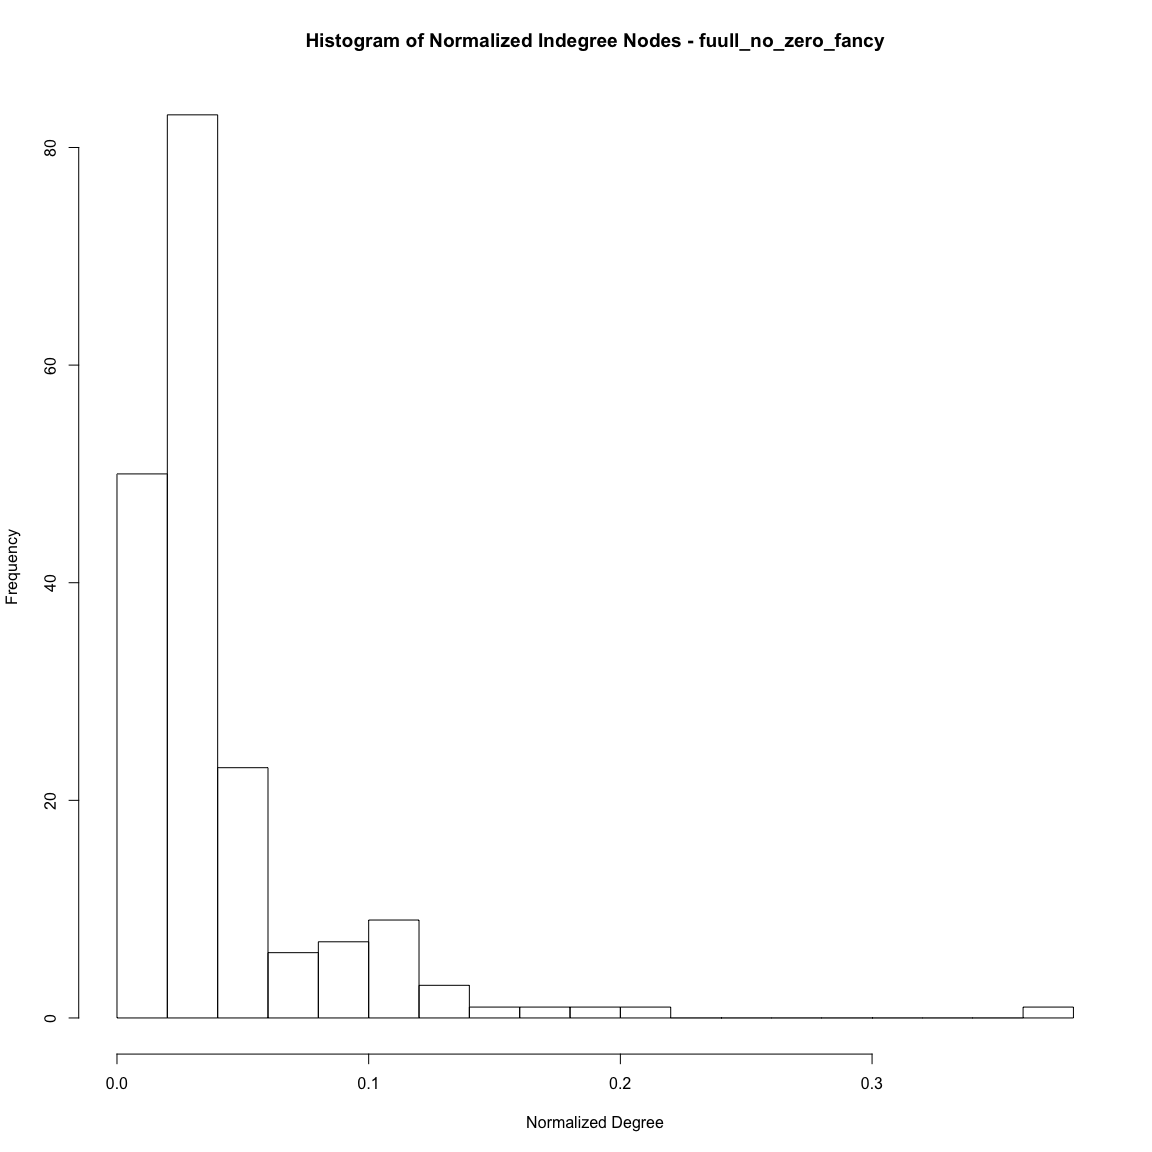 Histogram of Normalized Indegree Nodes - fuull_no_zero_fancy
80
60
40
20
0
Frequency
0.0 0.1 0.2 0.3
Normalized Degree